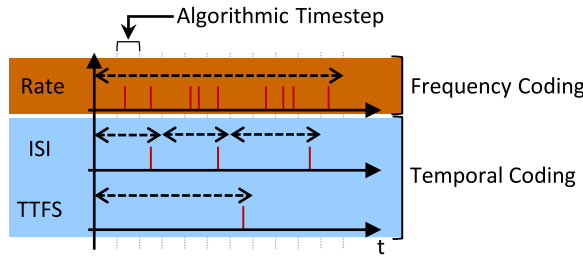 Algorithmic Timestep
Rate
Frequency Coding
ISI
Temporal Coding
TTFS
t